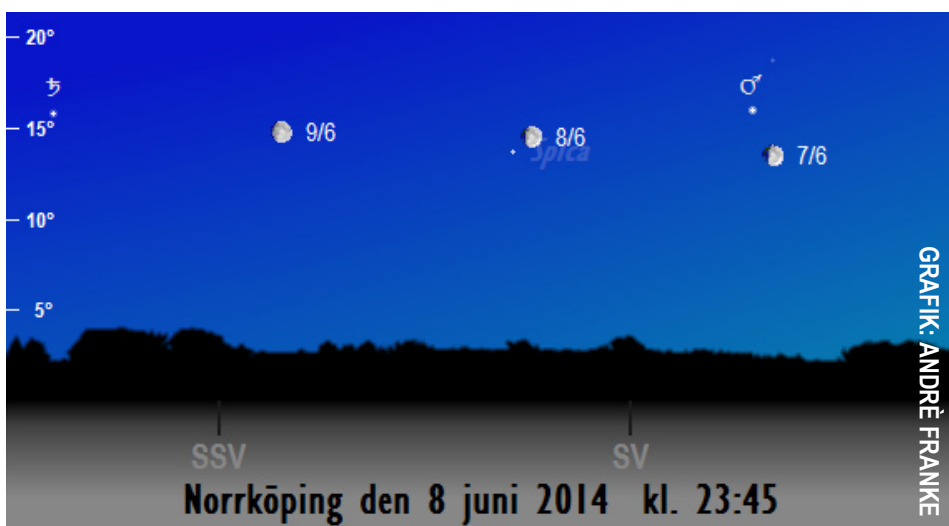 20°
♄
♂
15°
9/6
8/6
Spica
7/6
10°
5°
GRAFIK: ANDRÈ FRANKE
SSV
SV
Norrköping den 8 juni 2014 kl. 23:45